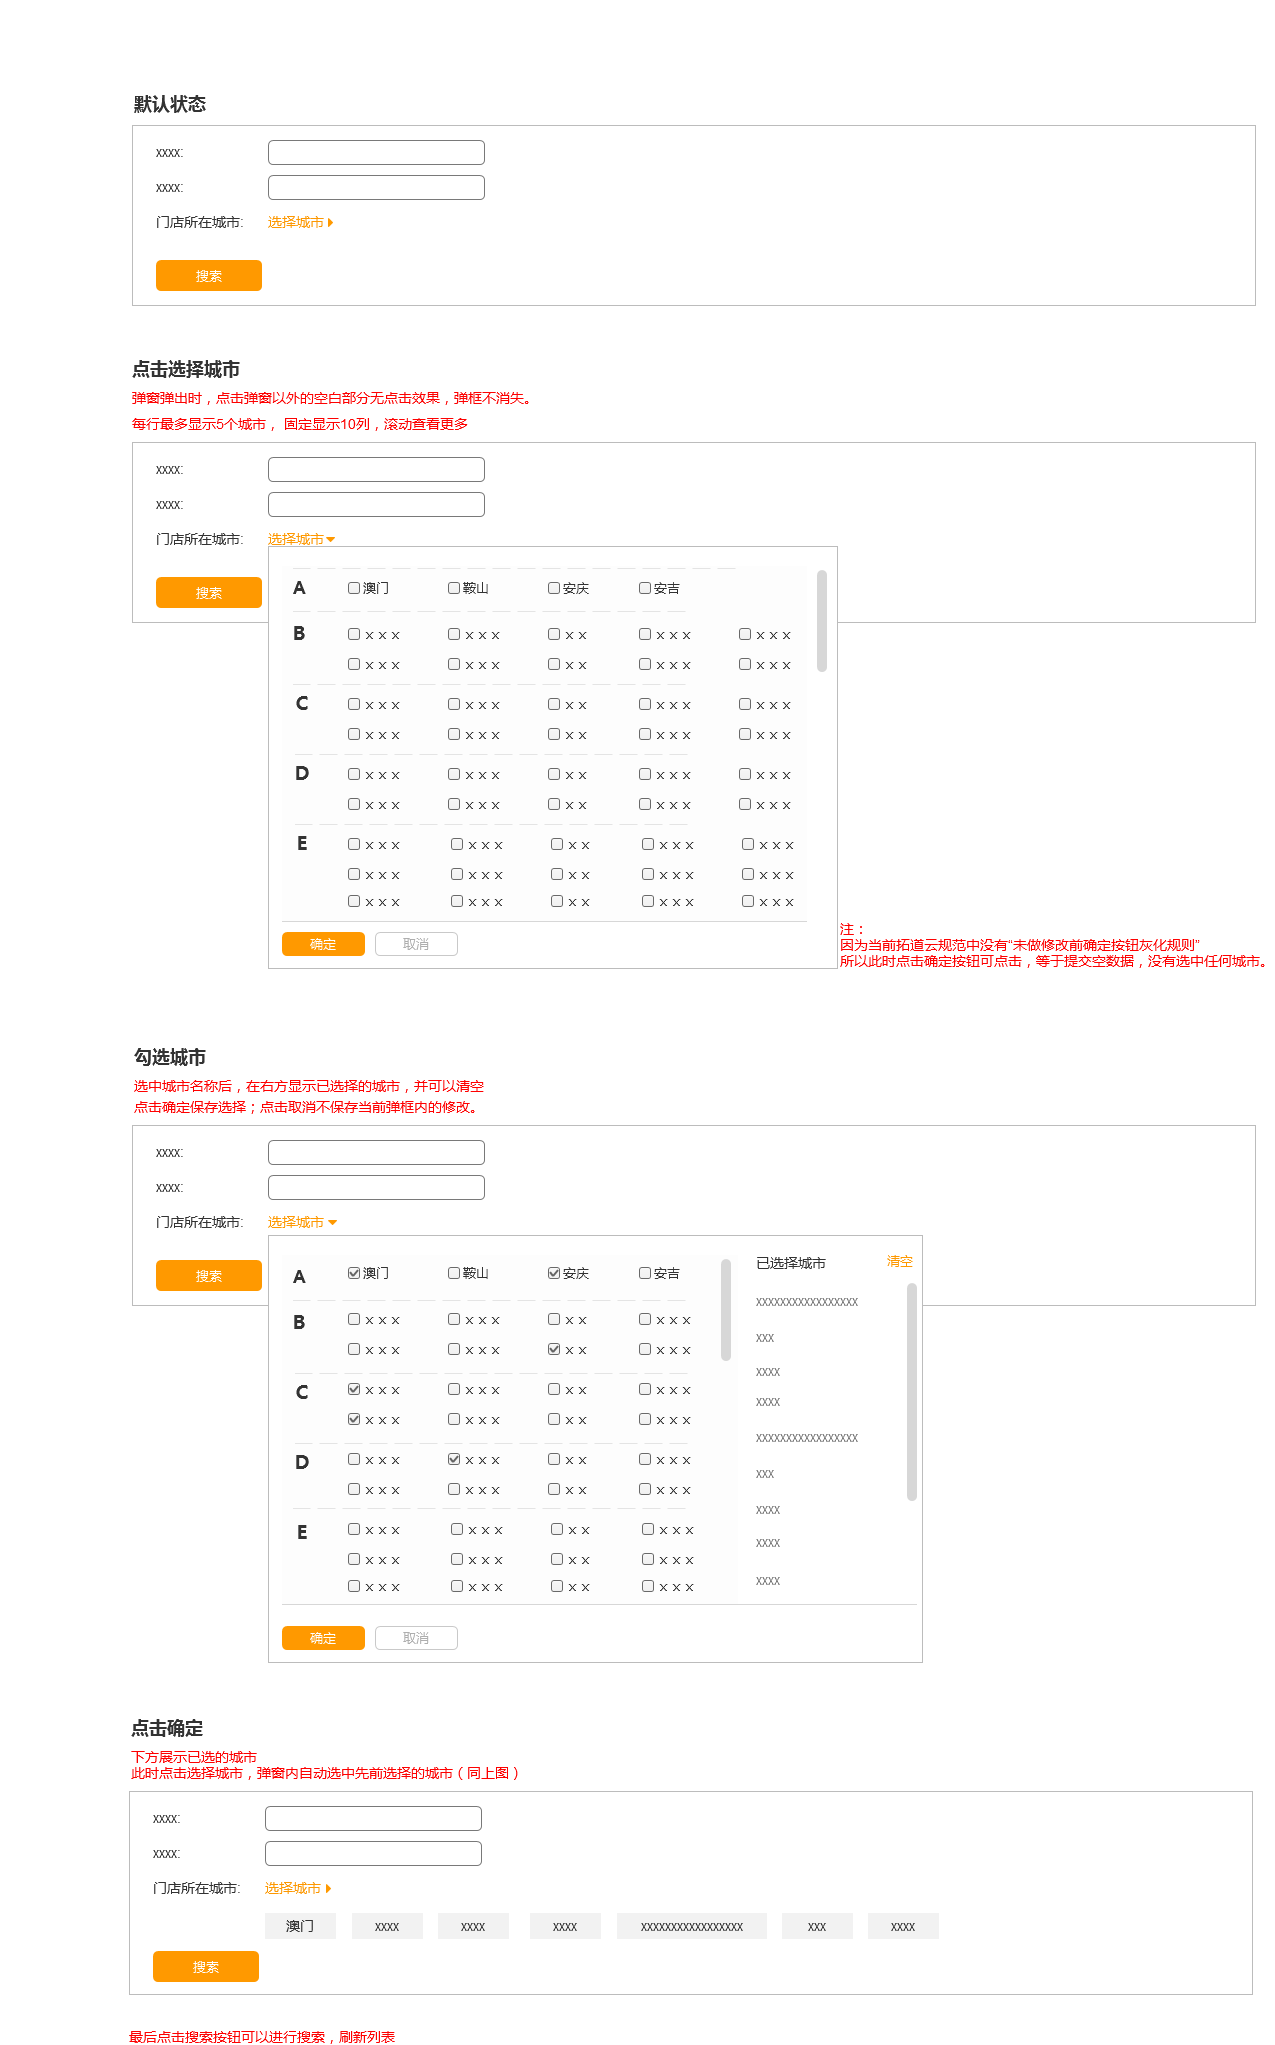 默认状态
xxxx:
xxxx:
门店所在城市: 选择城市
搜索
点击选择城市
弹窗弹出时，点击弹窗以外的空白部分无点击效果，弹框不消失。
每行最多显示5个城市， 固定显示10列，滚动查看更多
xxxx:
xxxx:
门店所在城市: 选择城市
搜索
A 澳门 鞍山 安庆 安吉
B x x x x x x x x x x x x x x
x x x x x x x x x x x x x x
C x x x x x x x x x x x x x x
x x x x x x x x x x x x x x
D x x x x x x x x x x x x x x
x x x x x x x x x x x x x x
E x x x x x x x x x x x x x x
x x x x x x x x x x x x x x
x x x x x x x x x x x x x x
确定 取消
注：
因为当前拓道云规范中没有“未做修改前确定按钮灰化规则”
所以此时点击确定按钮可点击，等于提交空数据，没有选中任何城市。
勾选城市
选中城市名称后，在右方显示已选择的城市，并可以清空
点击确定保存选择；点击取消不保存当前弹框内的修改。
xxxx:
xxxx:
门店所在城市: 选择城市
搜索
A 澳门 鞍山 安庆 安吉
B x x x x x x x x x x x
x x x x x x x x x x x
C x x x x x x x x x x x
x x x x x x x x x x x
D x x x x x x x x x x x
x x x x x x x x x x x
E x x x x x x x x x x x
x x x x x x x x x x x
x x x x x x x x x x x
已选择城市 清空
xxxxxxxxxxxxxxxxx
xxx
xxxx
xxxx
xxxxxxxxxxxxxxxxx
xxx
xxxx
xxxx
xxxx
确定 取消
点击确定
下方展示已选的城市
此时点击选择城市，弹窗内自动选中先前选择的城市（同上图）
xxxx:
xxxx:
门店所在城市: 选择城市
澳门 xxxx xxxx xxxx xxxxxxxxxxxxxxxxx xxx xxxx
搜索
最后点击搜索按钮可以进行搜索，刷新列表